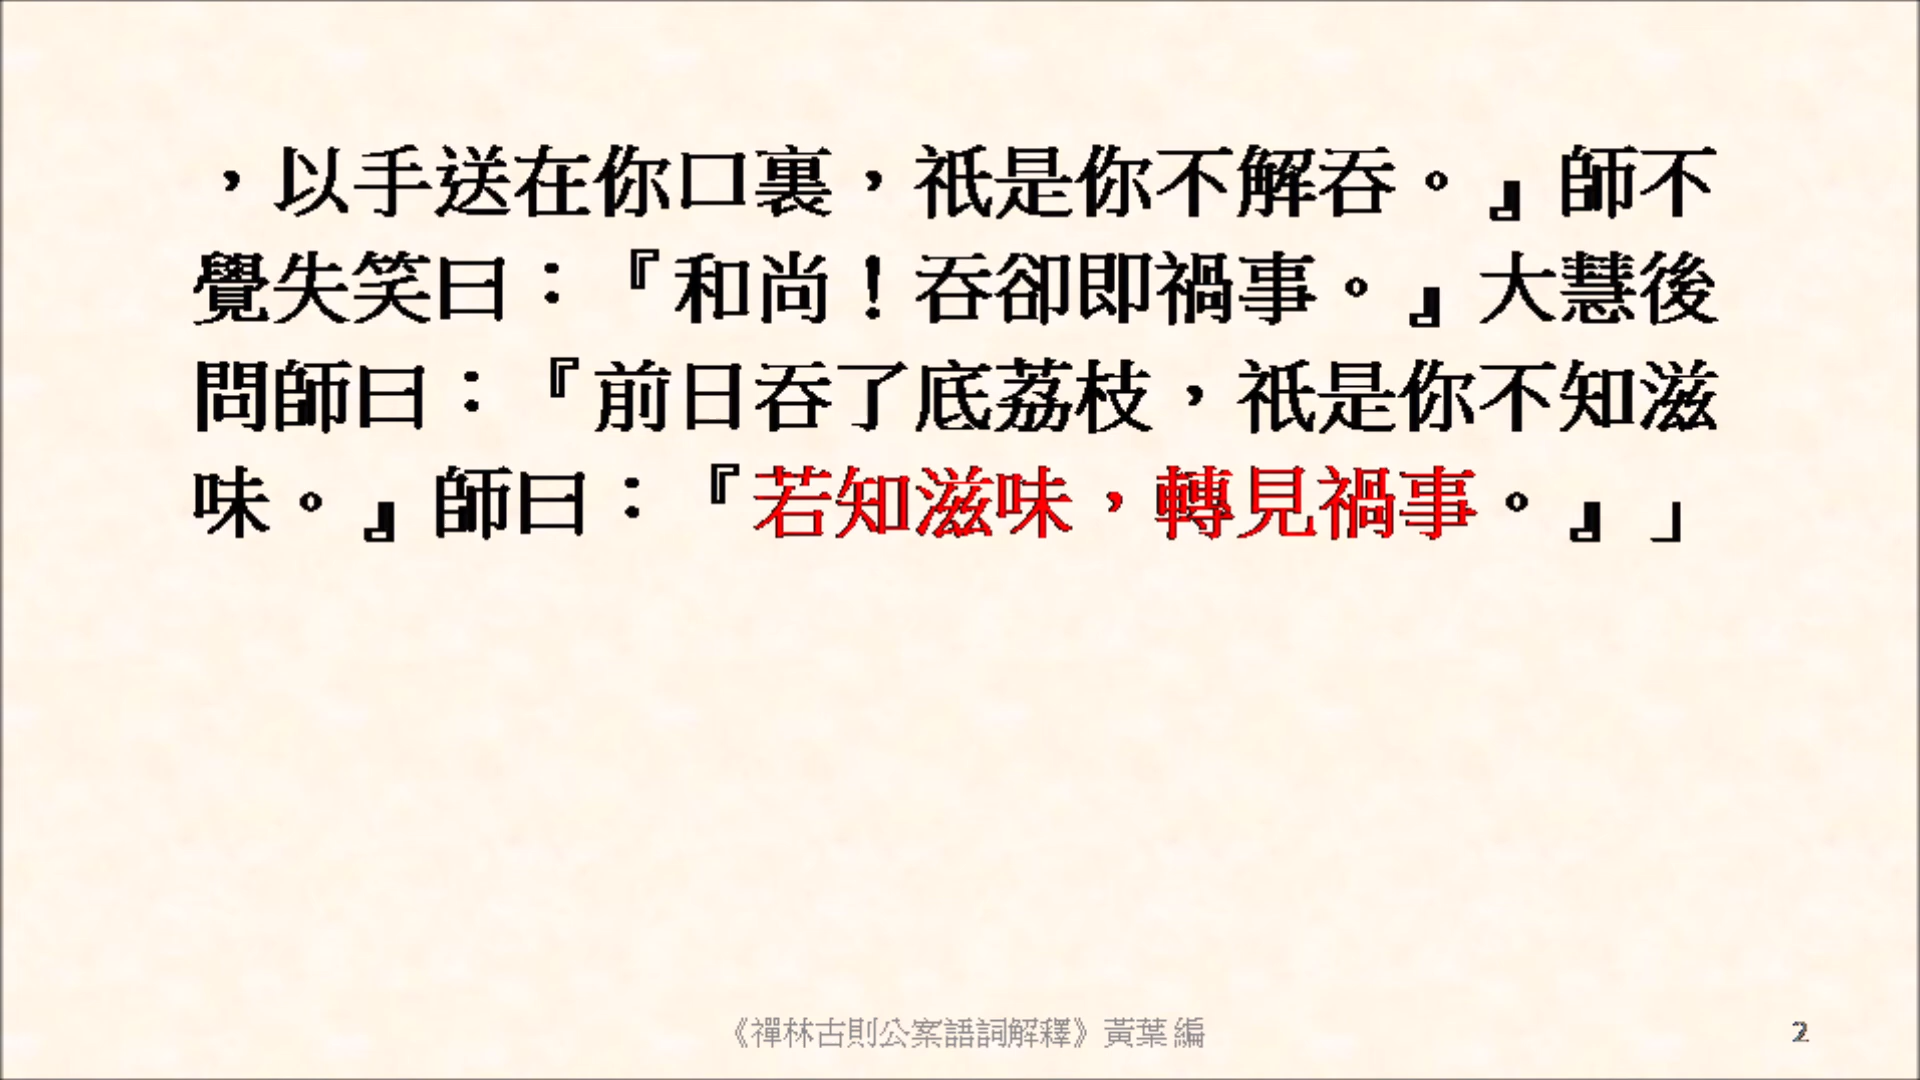 ，以手送在你口裏，祇是你不解吞。』師不
覺失笑曰：『和尚！吞卻即禍事。』大慧後
問師曰：『前日吞了底荔枝，祇是你不知滋
味。』師曰：『若知滋味，轉見禍事。』」
《禪林古則公案語詞解釋》黃葉 編
2